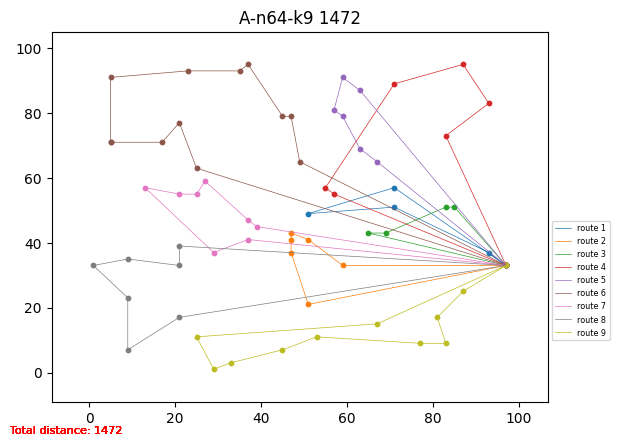 A-n64-k9 1472
100
80
60
40
20
0
0 20 40 60 80 100
route 1
route 2
route 3
route 4
route 5
route 6
route 7
route 8
route 9
Total distance: 1472